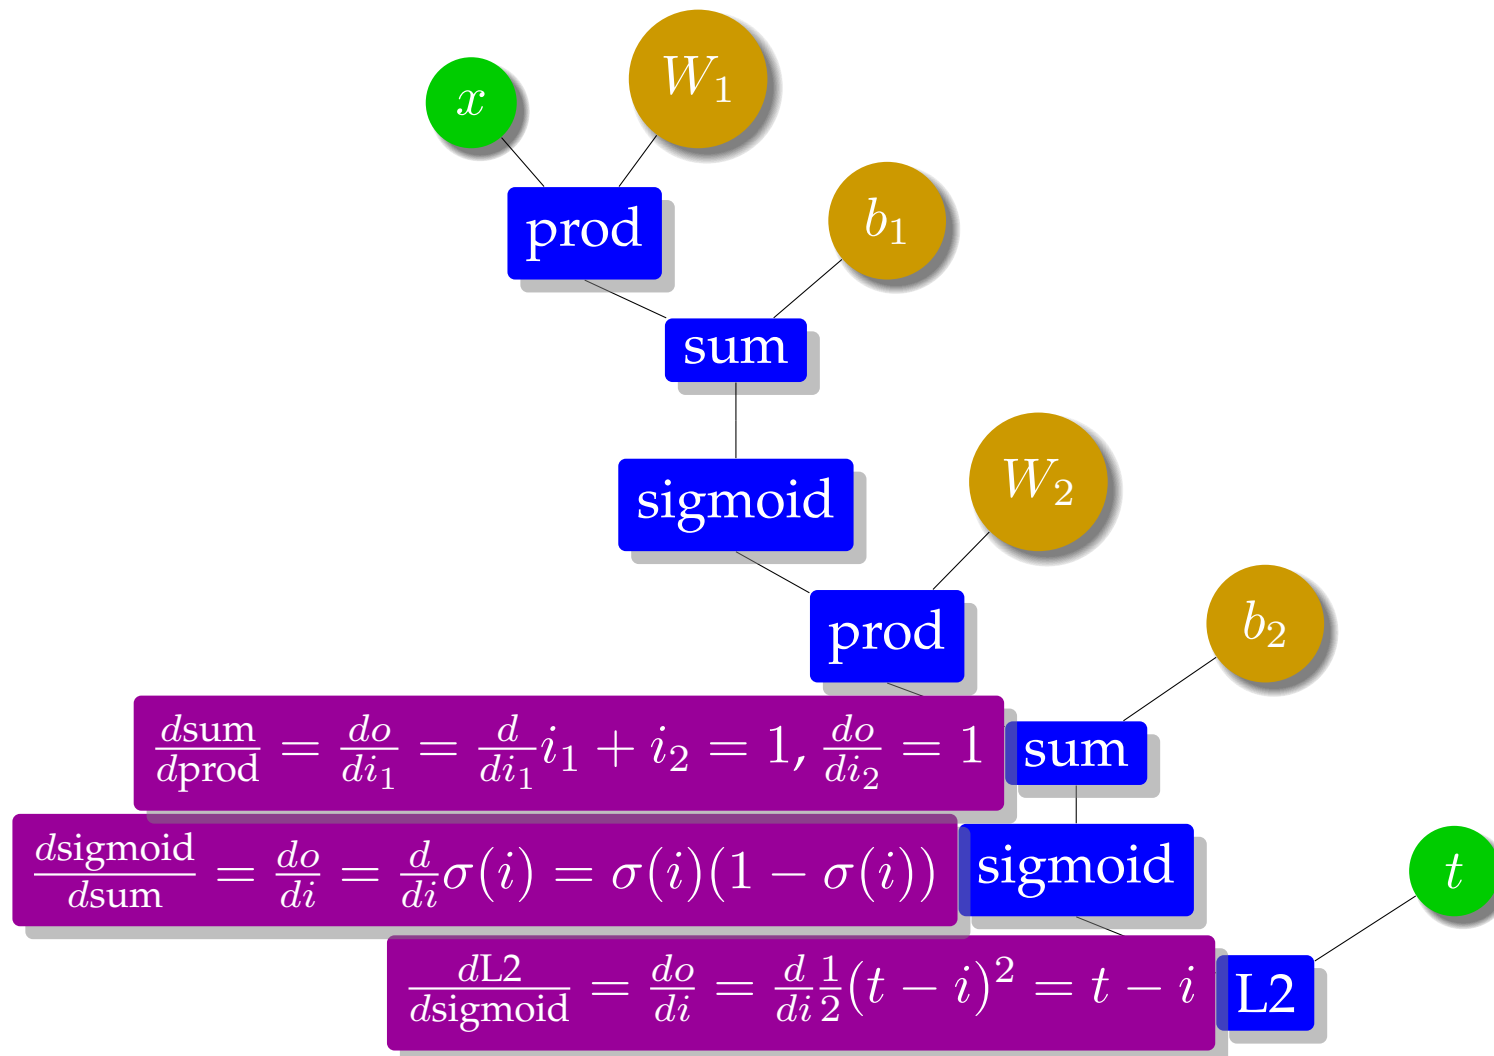 x
W₁
prod
b₁
sum
sigmoid
W₂
prod
b₂
dsum/dprod = do/di₁ = d/di₁ i₁ + i₂ = 1, do/di₂ = 1
sum
dsigmoid/dsum = do/di = d/di σ(i) = σ(i)(1 − σ(i))
sigmoid
t
dL2/dsigmoid = do/di = d/di 1/2 (t − i)² = t − i
L2